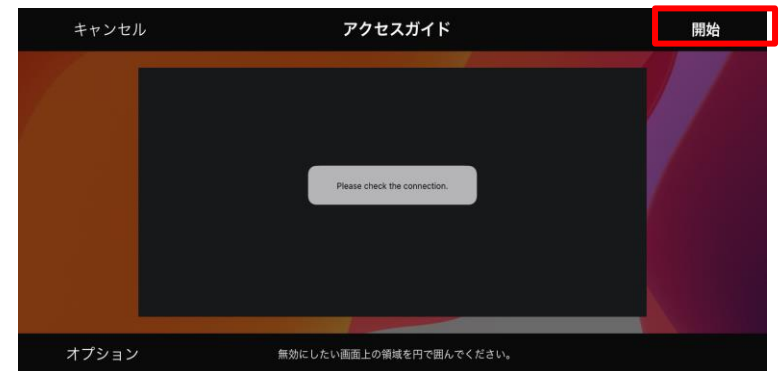 キャンセル
アクセスガイド
開始
Please check the connection.
オプション
無効にしたい画面上の領域を円で囲んでください。